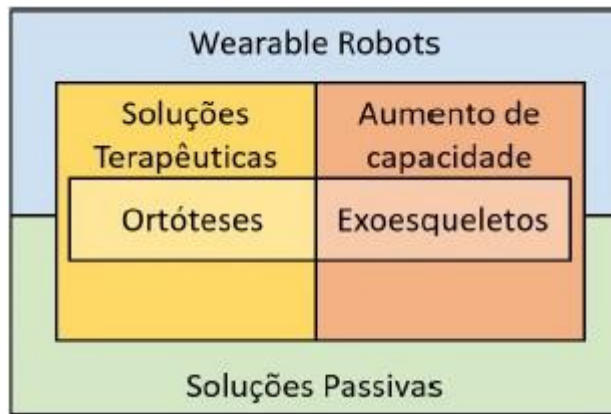 Wearable Robots
Soluções
Terapêuticas
Aumento de
capacidade
Ortóteses
Exoesqueletos
Soluções Passivas